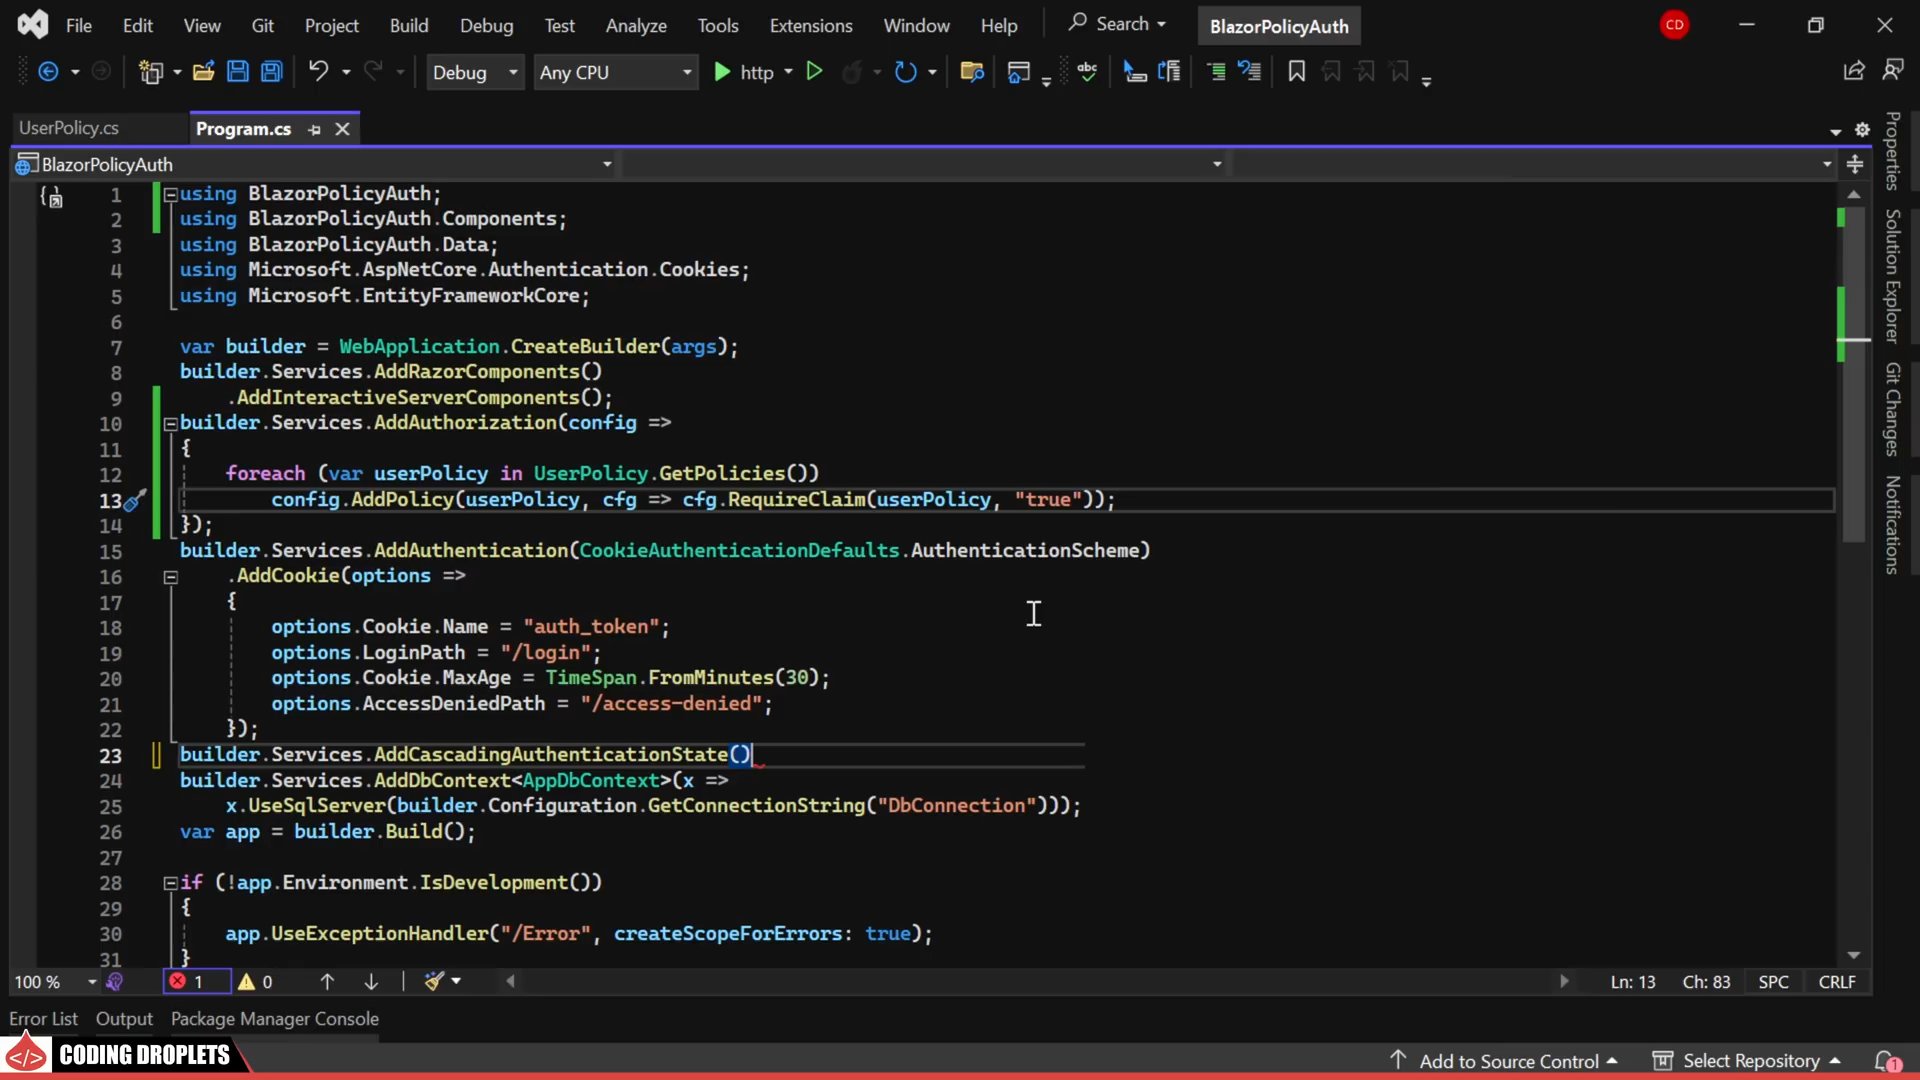 File Edit View Git Project Build Debug Test Analyze Tools Extensions Window Help Search BlazorPolicyAuth CD
Debug Any CPU http abc
UserPolicy.cs Program.cs
BlazorPolicyAuth
1 using BlazorPolicyAuth;
2 using BlazorPolicyAuth.Components;
3 using BlazorPolicyAuth.Data;
4 using Microsoft.AspNetCore.Authentication.Cookies;
5 using Microsoft.EntityFrameworkCore;
6
7 var builder = WebApplication.CreateBuilder(args);
8 builder.Services.AddRazorComponents()
9 .AddInteractiveServerComponents();
10 builder.Services.AddAuthorization(config =>
11 {
12 foreach (var userPolicy in UserPolicy.GetPolicies())
13 config.AddPolicy(userPolicy, cfg => cfg.RequireClaim(userPolicy, "true"));
14 });
15 builder.Services.AddAuthentication(CookieAuthenticationDefaults.AuthenticationScheme)
16 .AddCookie(options =>
17 {
18 options.Cookie.Name = "auth_token";
19 options.LoginPath = "/login";
20 options.Cookie.MaxAge = TimeSpan.FromMinutes(30);
21 options.AccessDeniedPath = "/access-denied";
22 });
23 builder.Services.AddCascadingAuthenticationState()
24 builder.Services.AddDbContext<AppDbContext>(x =>
25 x.UseSqlServer(builder.Configuration.GetConnectionString("DbConnection")));
26 var app = builder.Build();
27
28 if (!app.Environment.IsDevelopment())
29 {
30 app.UseExceptionHandler("/Error", createScopeForErrors: true);
31 }
Properties
Solution Explorer
Git Changes
Notifications
100 % 1 0 Ln: 13 Ch: 83 SPC CRLF
Error List Output Package Manager Console
</> CODING DROPLETS Add to Source Control Select Repository 1